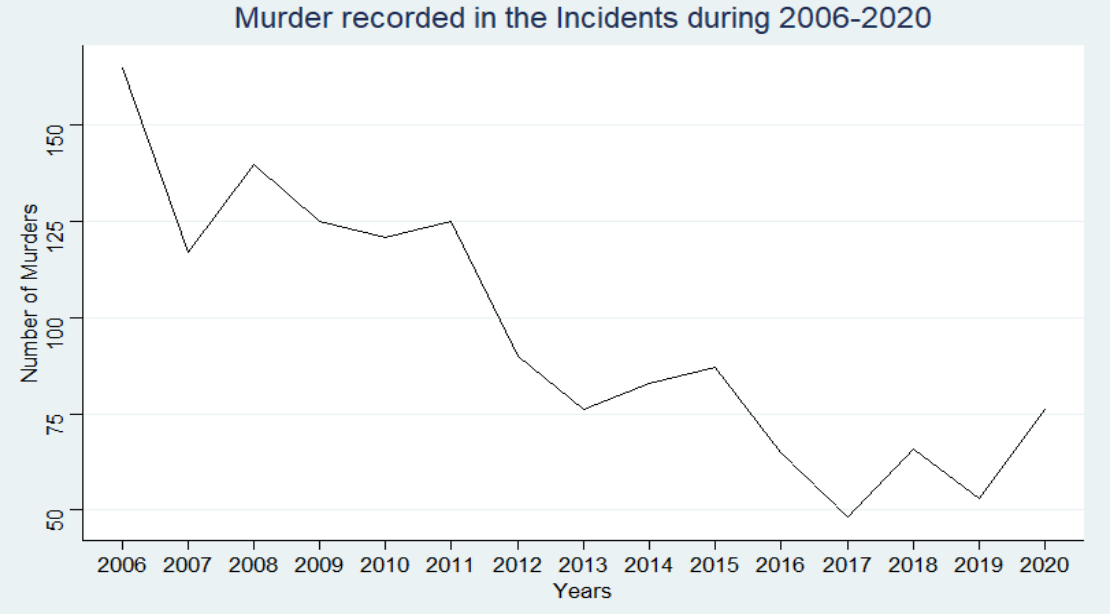 Murder recorded in the Incidents during 2006-2020
Number of Murders
150
125
100
75
50
2006 2007 2008 2009 2010 2011 2012 2013 2014 2015 2016 2017 2018 2019 2020
Years